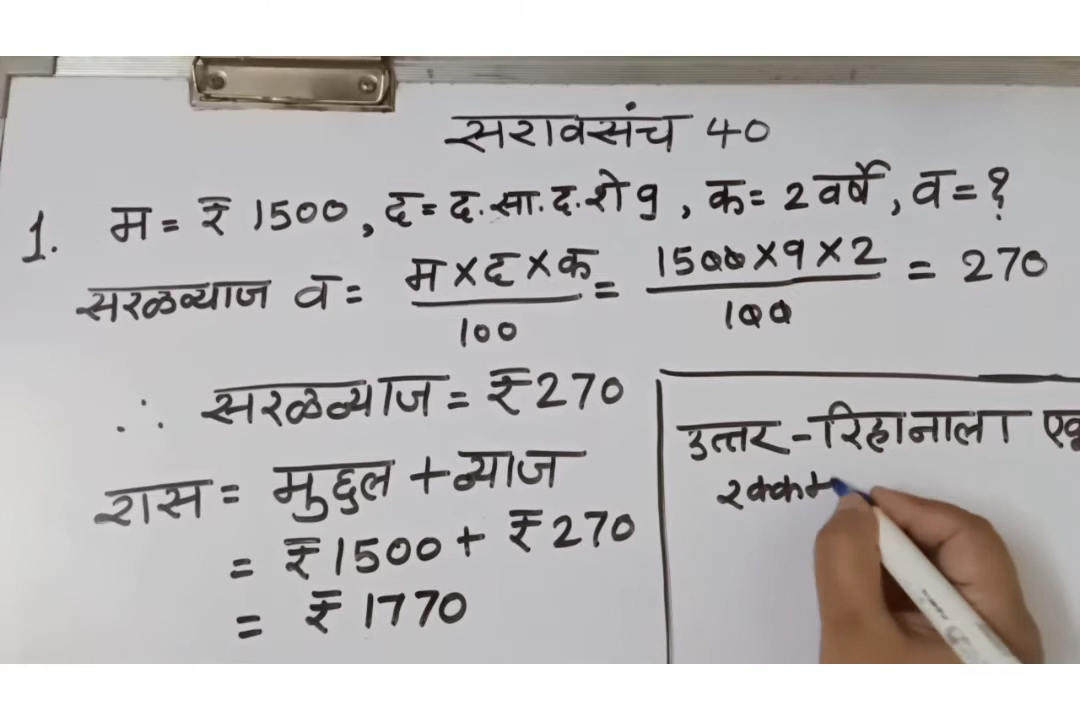 सरावसंच 40
1. म = ₹ 1500, द = द.सा.द.शे 9, क = 2 वर्षे, व = ?
सरळव्याज व = म × द × क / 100 = 1500 × 9 × 2 / 100 = 270
∴ सरळव्याज = ₹ 270
रास = मुद्दल + व्याज
= ₹ 1500 + ₹ 270
= ₹ 1770
उत्तर - रिहानाला